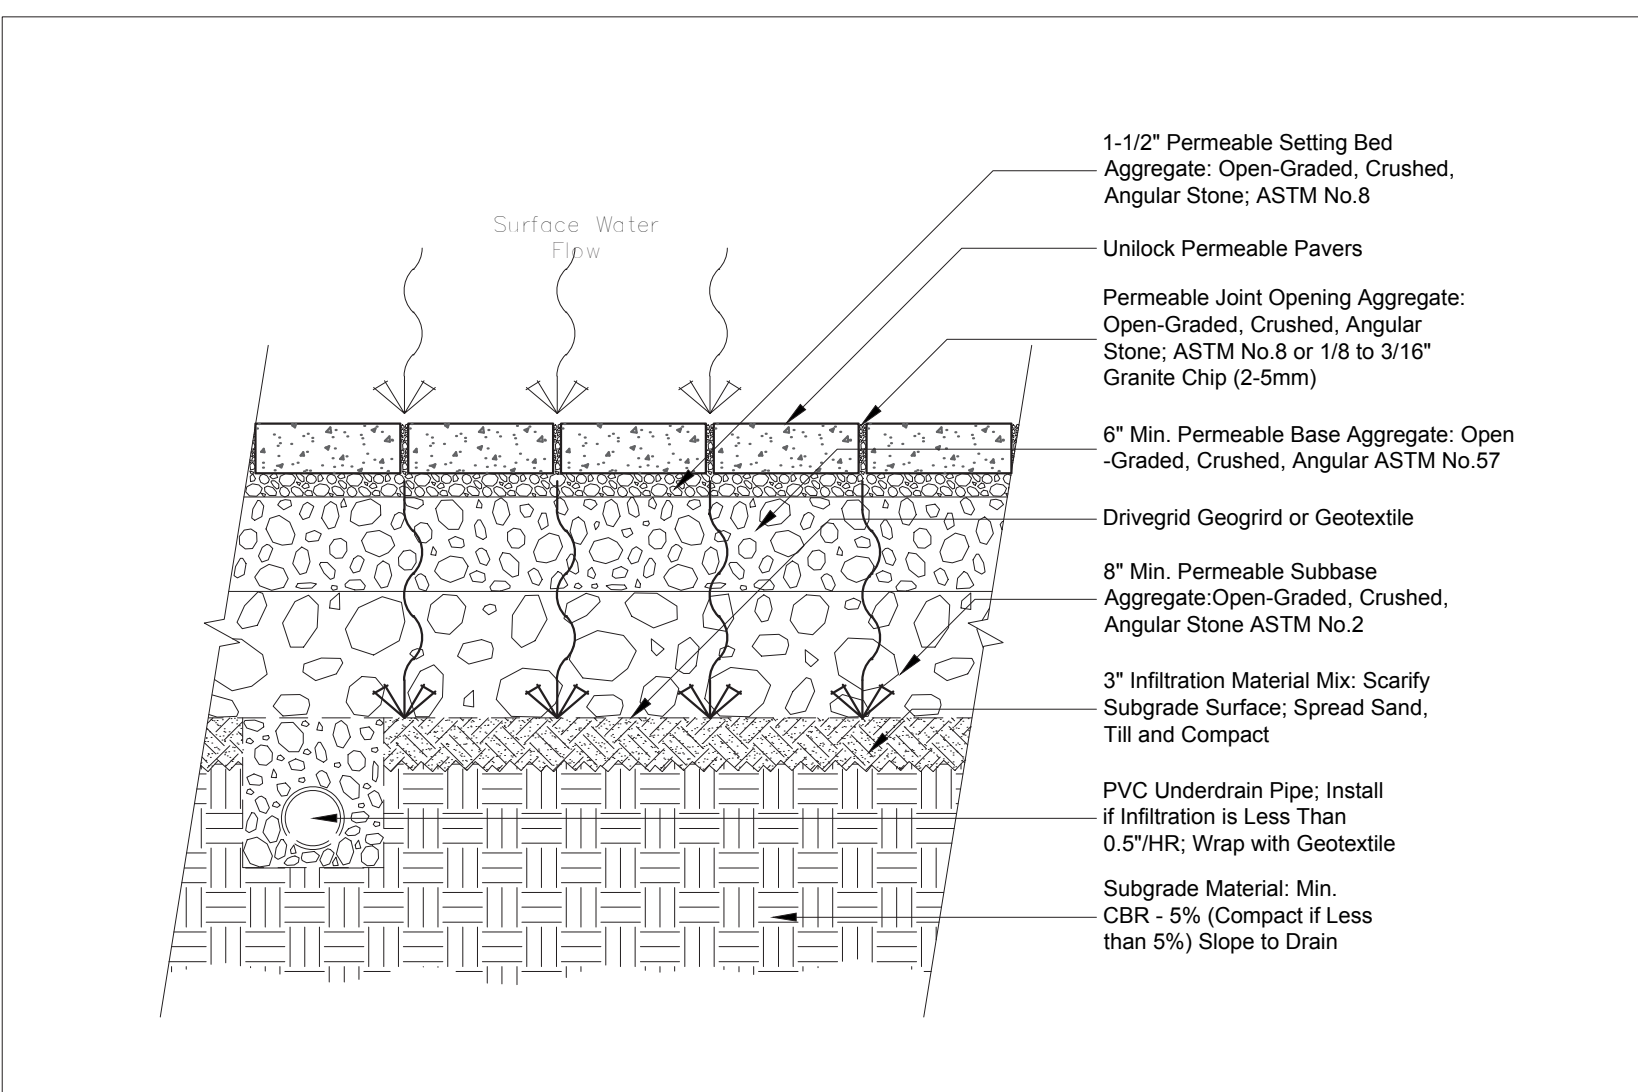 Surface Water
Flow
1-1/2" Permeable Setting Bed
Aggregate: Open-Graded, Crushed,
Angular Stone; ASTM No.8
Unilock Permeable Pavers
Permeable Joint Opening Aggregate:
Open-Graded, Crushed, Angular
Stone; ASTM No.8 or 1/8 to 3/16"
Granite Chip (2-5mm)
6" Min. Permeable Base Aggregate: Open
-Graded, Crushed, Angular ASTM No.57
Drivegrid Geogrird or Geotextile
8" Min. Permeable Subbase
Aggregate:Open-Graded, Crushed,
Angular Stone ASTM No.2
3" Infiltration Material Mix: Scarify
Subgrade Surface; Spread Sand,
Till and Compact
PVC Underdrain Pipe; Install
if Infiltration is Less Than
0.5"/HR; Wrap with Geotextile
Subgrade Material: Min.
CBR - 5% (Compact if Less
than 5%) Slope to Drain